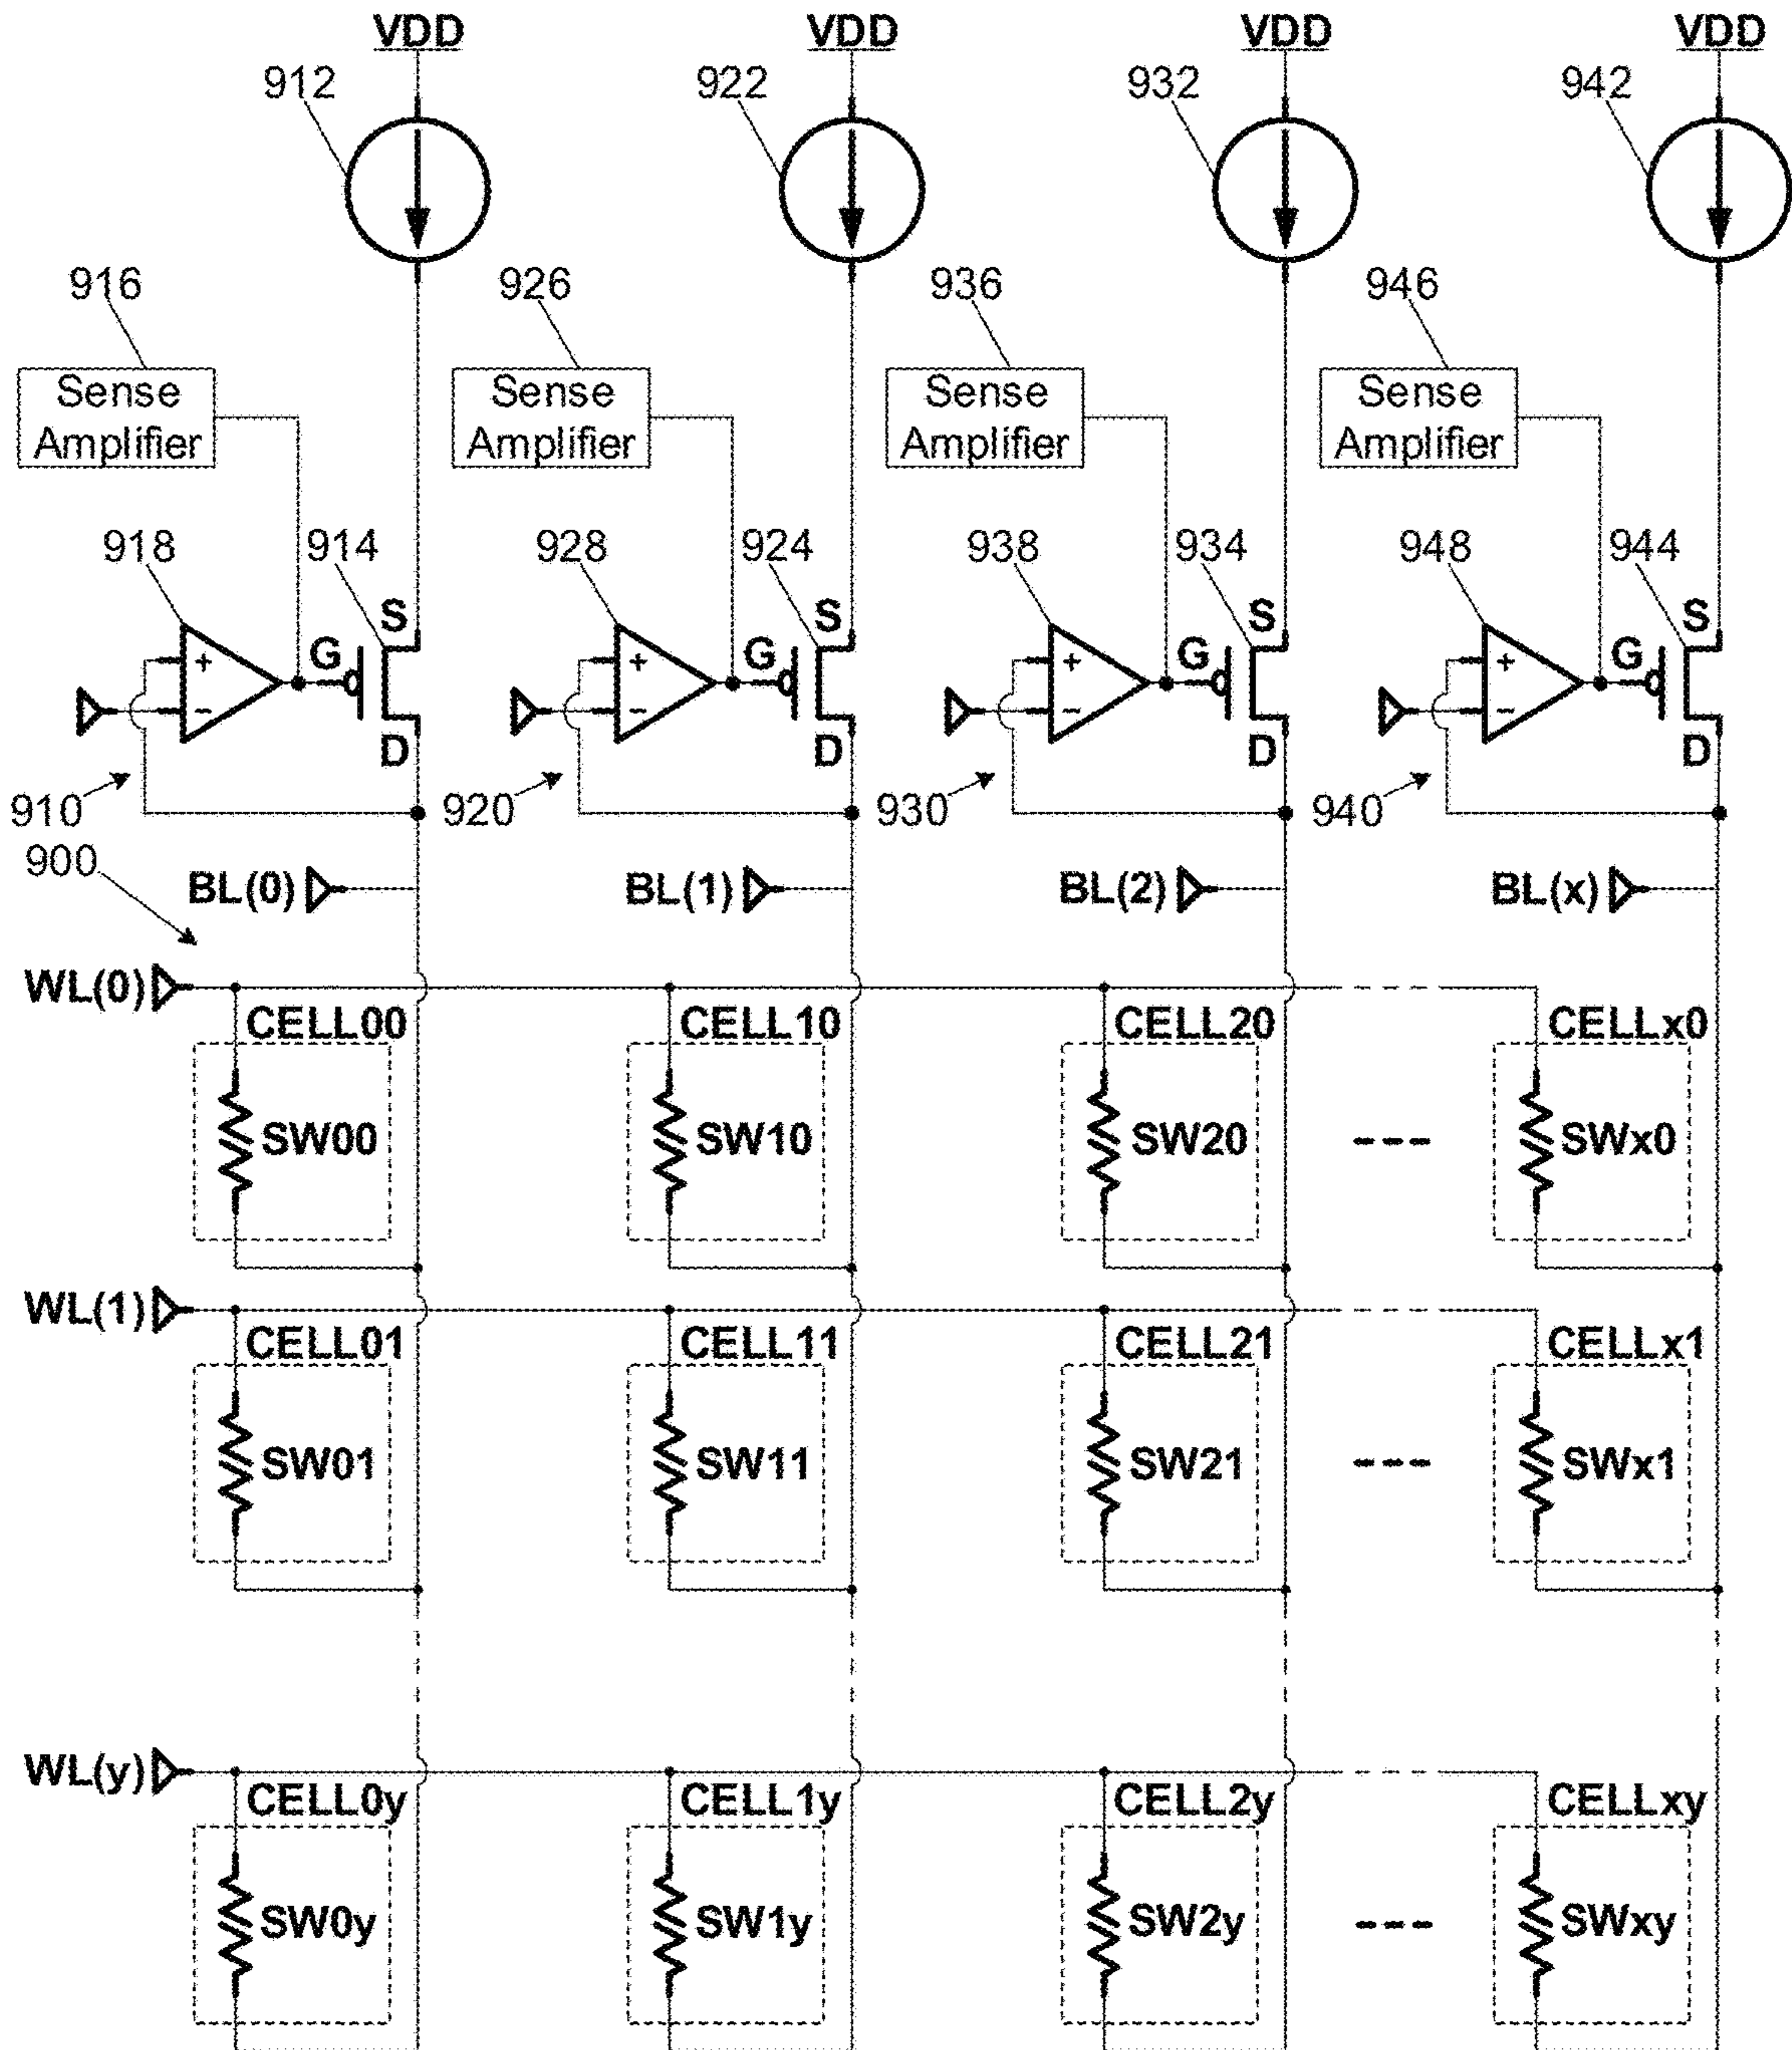 VDD VDD VDD VDD
912 922 932 942
916 926 936 946
Sense Amplifier Sense Amplifier Sense Amplifier Sense Amplifier
918 914 928 924 938 934 948 944
S S S S
+ G + G + G + G
− − − −
D D D D
910 920 930 940
900
BL(0) BL(1) BL(2) BL(x)
WL(0)
CELL00 CELL10 CELL20 CELLx0
SW00 SW10 SW20 --- SWx0
WL(1)
CELL01 CELL11 CELL21 CELLx1
SW01 SW11 SW21 --- SWx1
WL(y)
CELL0y CELL1y CELL2y CELLxy
SW0y SW1y SW2y --- SWxy